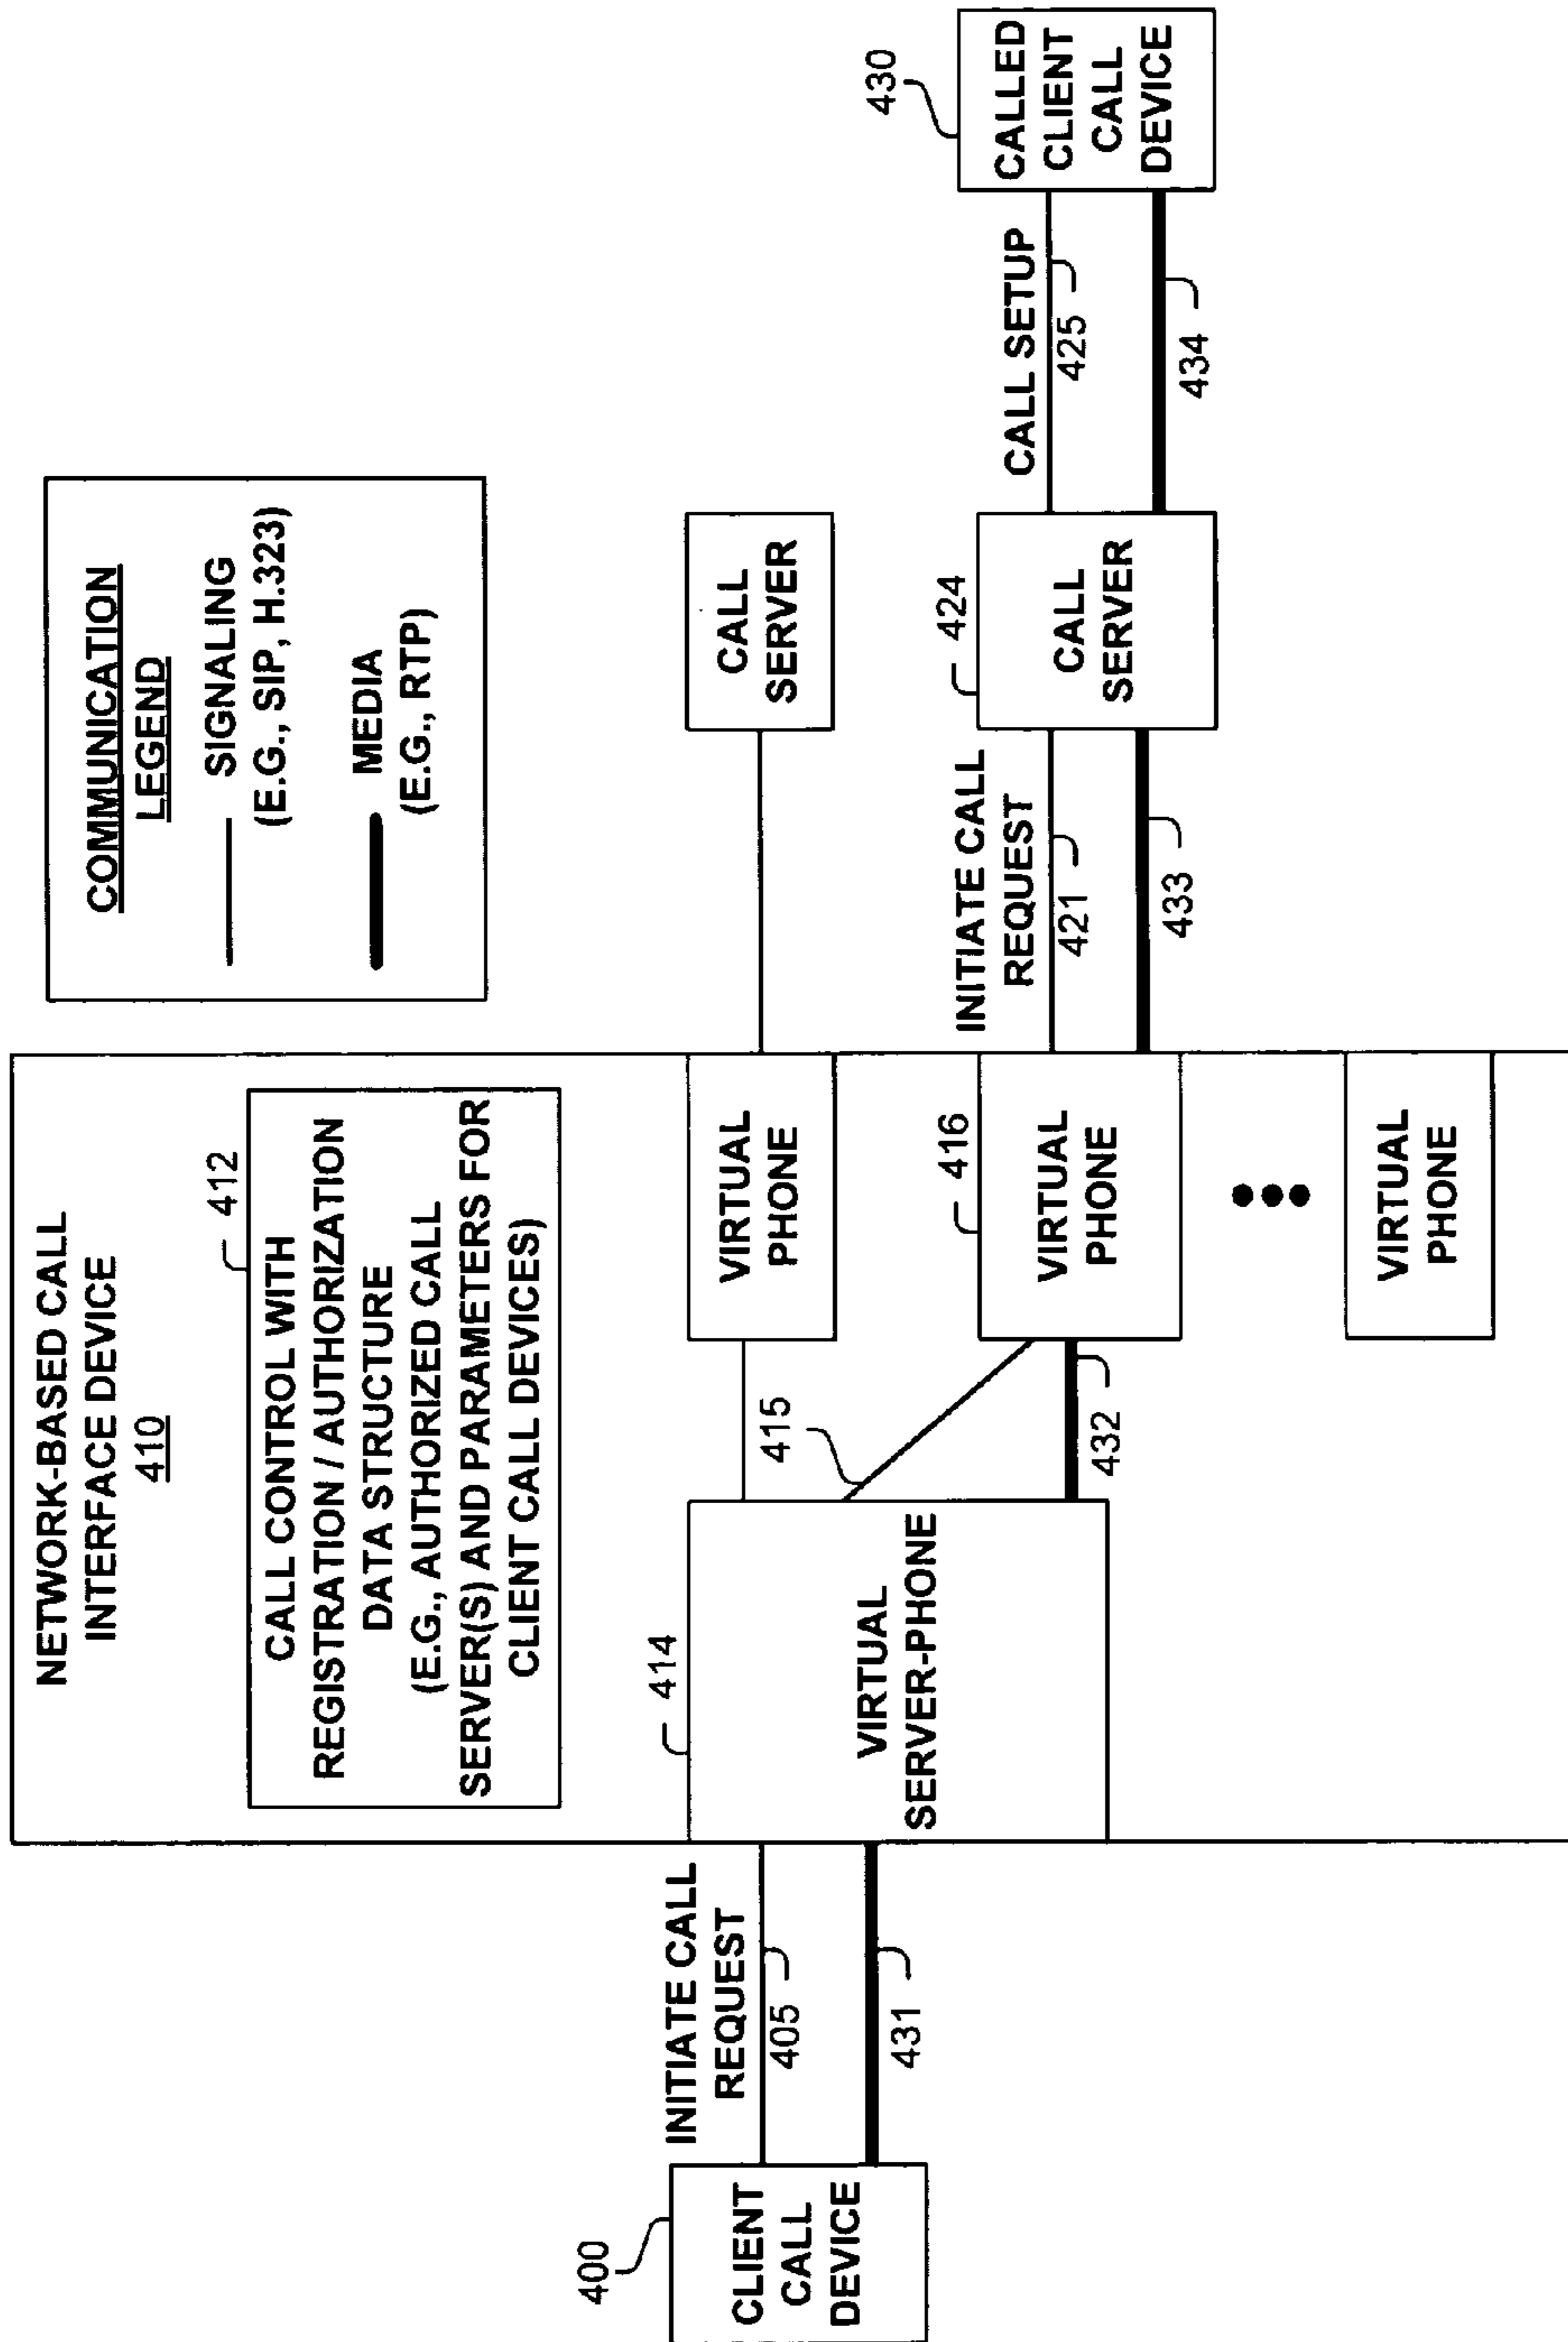 NETWORK-BASED CALL
INTERFACE DEVICE
410
412
CALL CONTROL WITH
REGISTRATION / AUTHORIZATION
DATA STRUCTURE
(E.G., AUTHORIZED CALL
SERVER(S) AND PARAMETERS FOR
CLIENT CALL DEVICES)
COMMUNICATION
LEGEND
SIGNALING
(E.G., SIP, H.323)
MEDIA
(E.G., RTP)
400
CLIENT
CALL
DEVICE
INITIATE CALL
REQUEST
405
431
414
VIRTUAL
SERVER-PHONE
415
432
VIRTUAL
PHONE
416
VIRTUAL
PHONE
VIRTUAL
PHONE
CALL
SERVER
INITIATE CALL
REQUEST
421
433
424
CALL
SERVER
CALL SETUP
425
434
430
CALLED
CLIENT
CALL
DEVICE